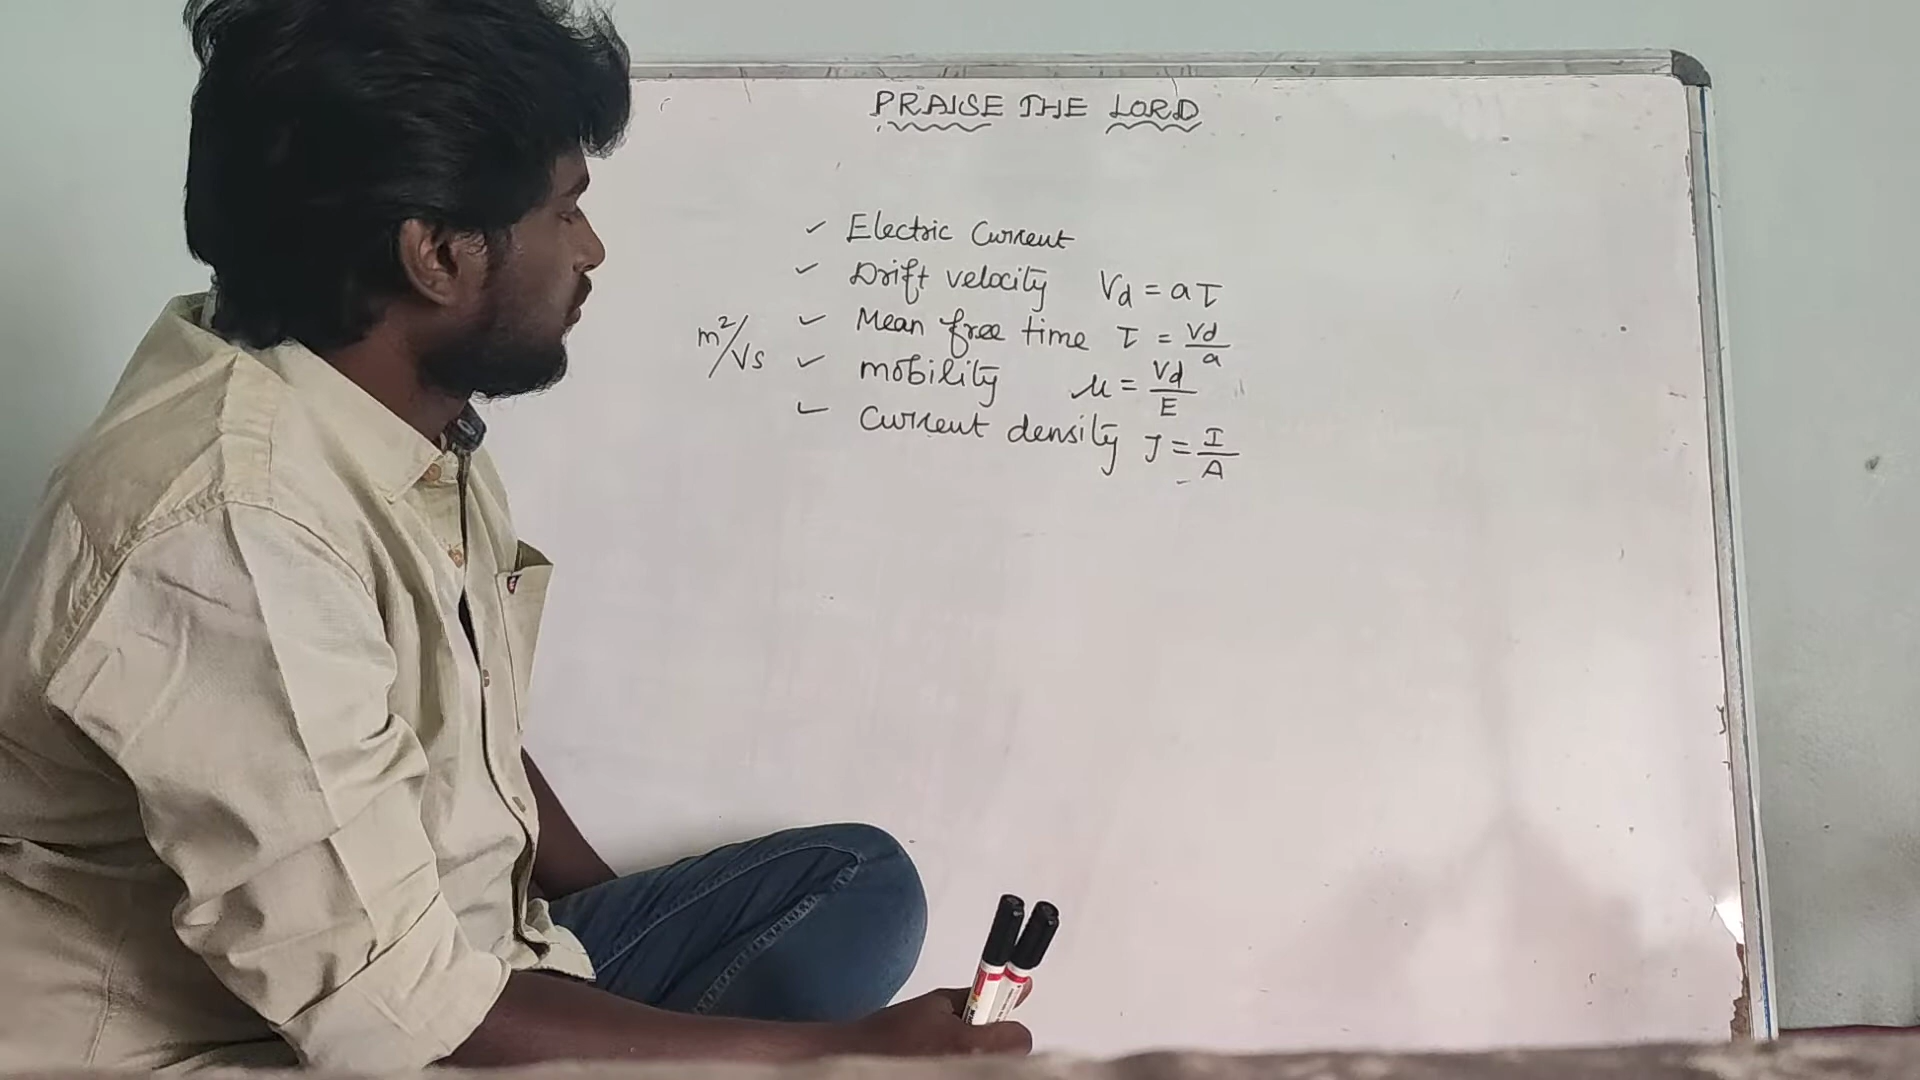 PRAISE THE LORD
✓ Electric Current
✓ Drift velocity Vd = aτ
✓ Mean free time τ = Vd/a
m²/Vs ✓ mobility μ = Vd/E
✓ Current density J = I/A